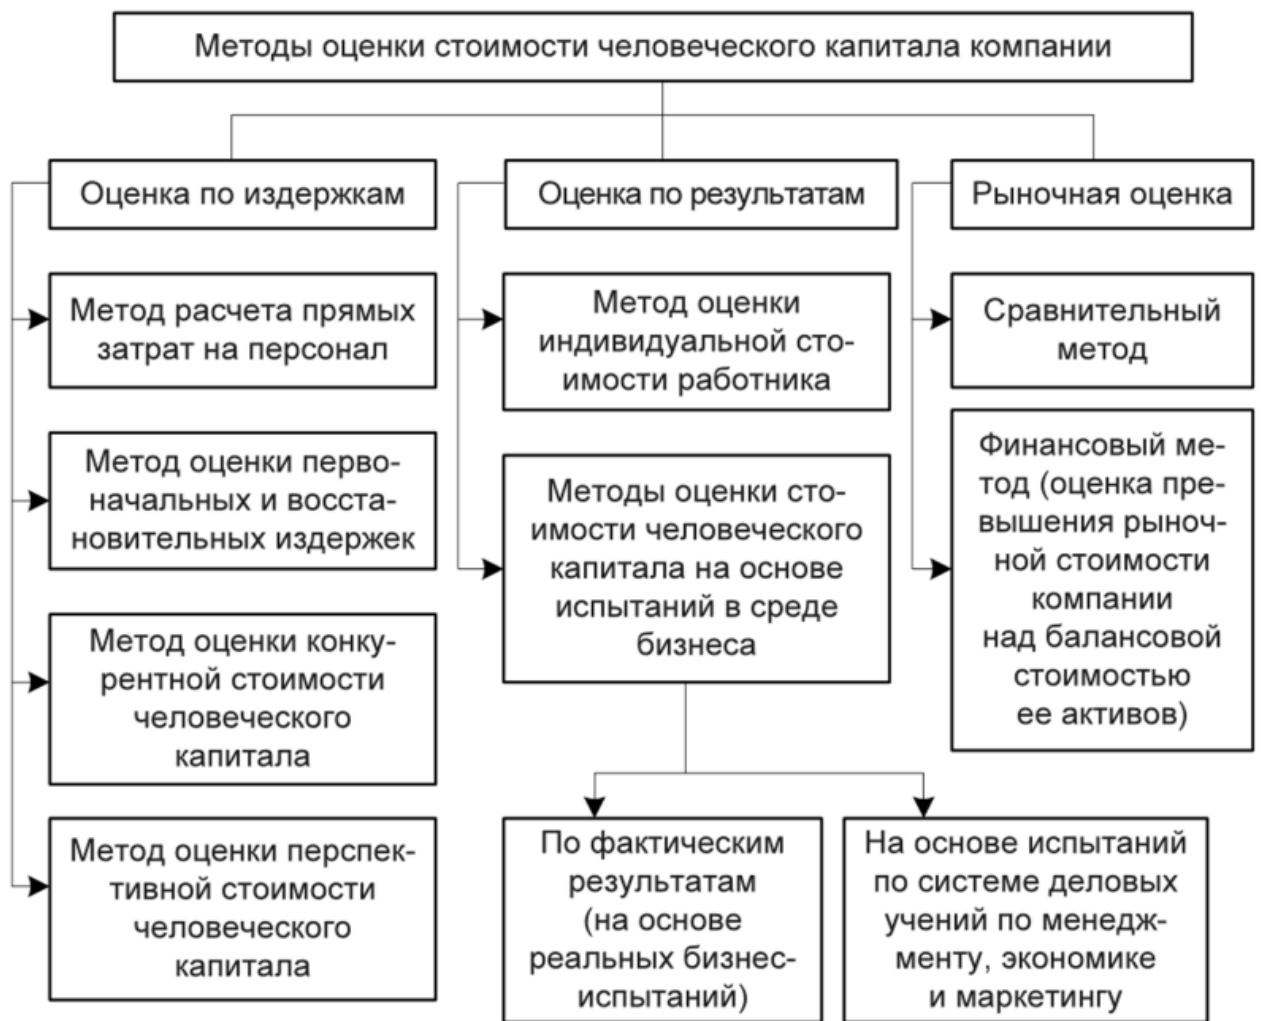 Методы оценки стоимости человеческого капитала компании
Оценка по издержкам
Метод расчета прямых
затрат на персонал
Метод оценки перво-
начальных и восста-
новительных издержек
Метод оценки конку-
рентной стоимости
человеческого
капитала
Метод оценки перспек-
тивной стоимости
человеческого
капитала
Оценка по результатам
Метод оценки
индивидуальной сто-
имости работника
Методы оценки сто-
имости человеческого
капитала на основе
испытаний в среде
бизнеса
По фактическим
результатам
(на основе
реальных бизнес-
испытаний)
На основе испытаний
по системе деловых
учений по менедж-
менту, экономике
и маркетингу
Рыночная оценка
Сравнительный
метод
Финансовый ме-
тод (оценка пре-
вышения рыноч-
ной стоимости
компании
над балансовой
стоимостью
ее активов)